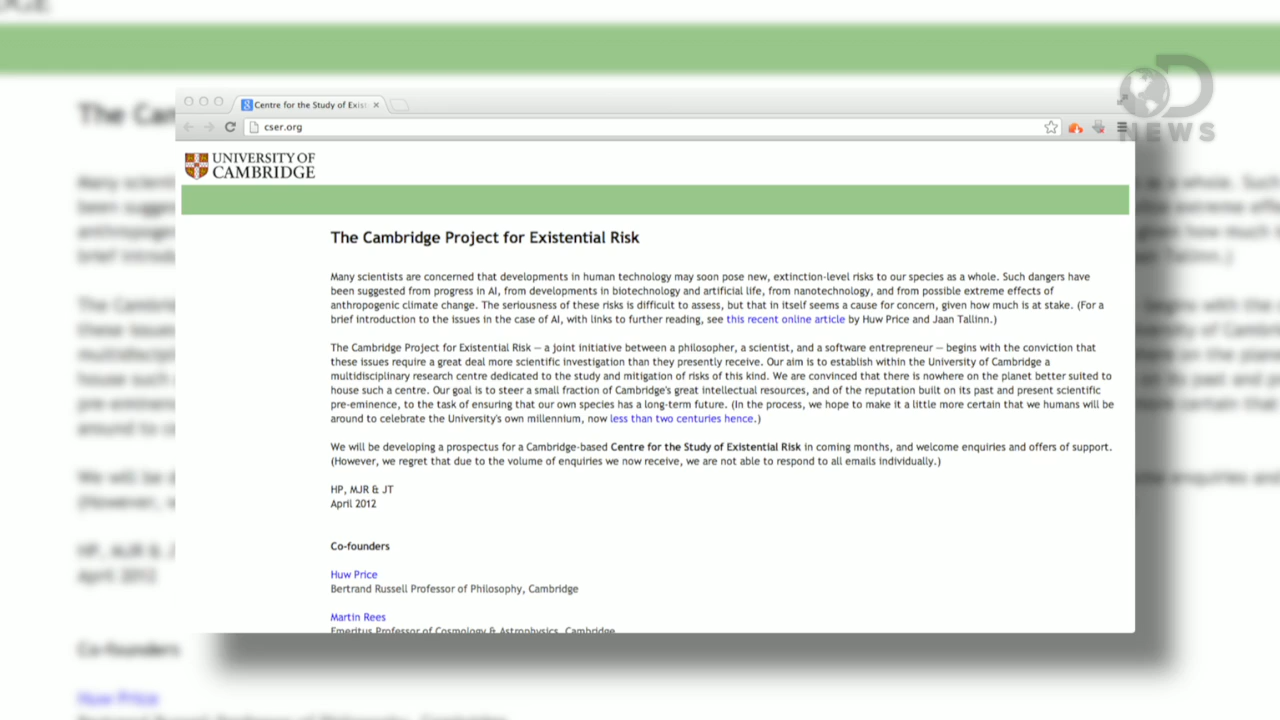 NEWS
Centre for the Study of Exist
cser.org
UNIVERSITY OF
CAMBRIDGE
The Cambridge Project for Existential Risk
Many scientists are concerned that developments in human technology may soon pose new, extinction-level risks to our species as a whole. Such dangers have
been suggested from progress in AI, from developments in biotechnology and artificial life, from nanotechnology, and from possible extreme effects of
anthropogenic climate change. The seriousness of these risks is difficult to assess, but that in itself seems a cause for concern, given how much is at stake. (For a
brief introduction to the issues in the case of AI, with links to further reading, see this recent online article by Huw Price and Jaan Tallinn.)
The Cambridge Project for Existential Risk — a joint initiative between a philosopher, a scientist, and a software entrepreneur — begins with the conviction that
these issues require a great deal more scientific investigation than they presently receive. Our aim is to establish within the University of Cambridge a
multidisciplinary research centre dedicated to the study and mitigation of risks of this kind. We are convinced that there is nowhere on the planet better suited to
house such a centre. Our goal is to steer a small fraction of Cambridge's great intellectual resources, and of the reputation built on its past and present scientific
pre-eminence, to the task of ensuring that our own species has a long-term future. (In the process, we hope to make it a little more certain that we humans will be
around to celebrate the University's own millennium, now less than two centuries hence.)
We will be developing a prospectus for a Cambridge-based Centre for the Study of Existential Risk in coming months, and welcome enquiries and offers of support.
(However, we regret that due to the volume of enquiries we now receive, we are not able to respond to all emails individually.)
HP, MJR & JT
April 2012
Co-founders
Huw Price
Bertrand Russell Professor of Philosophy, Cambridge
Martin Rees
Emeritus Professor of Cosmology & Astrophysics, Cambridge